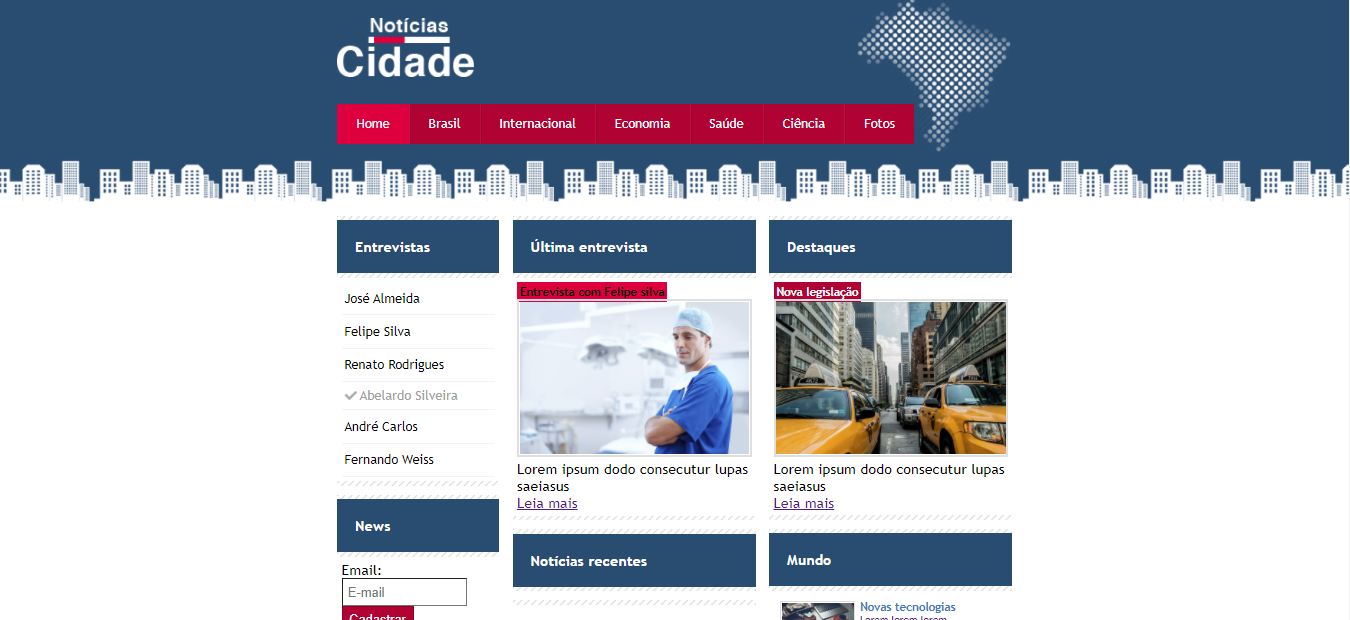 Notícias
Cidade
Home Brasil Internacional Economia Saúde Ciência Fotos
Entrevistas
José Almeida
Felipe Silva
Renato Rodrigues
Abelardo Silveira
André Carlos
Fernando Weiss
News
Email:
E-mail
Cadastrar
Última entrevista
Entrevista com Felipe silva
Lorem ipsum dodo consecutur lupas
saeiasus
Leia mais
Notícias recentes
Destaques
Nova legislação
Lorem ipsum dodo consecutur lupas
saeiasus
Leia mais
Mundo
Novas tecnologias
Lorem lorem lorem